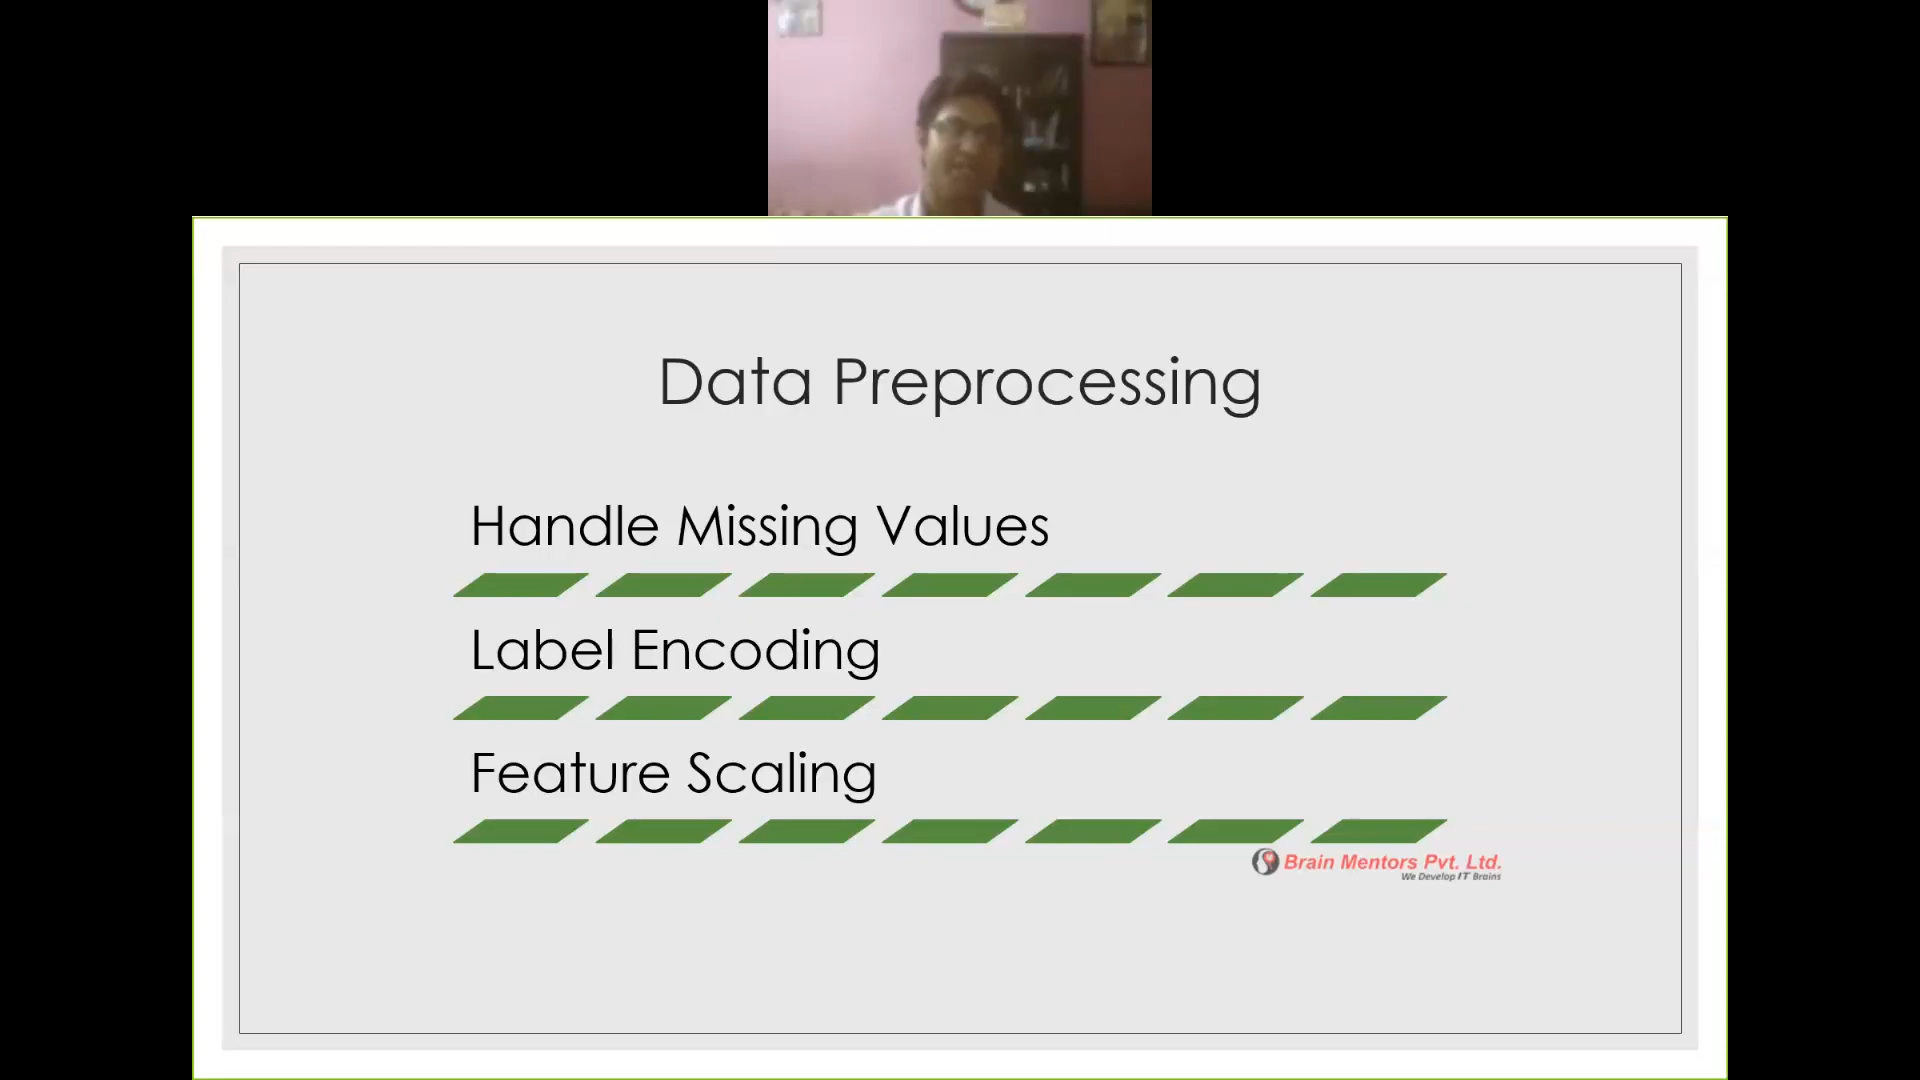 Data Preprocessing
Handle Missing Values
Label Encoding
Feature Scaling
Brain Mentors Pvt. Ltd.
We Develop IT Brains